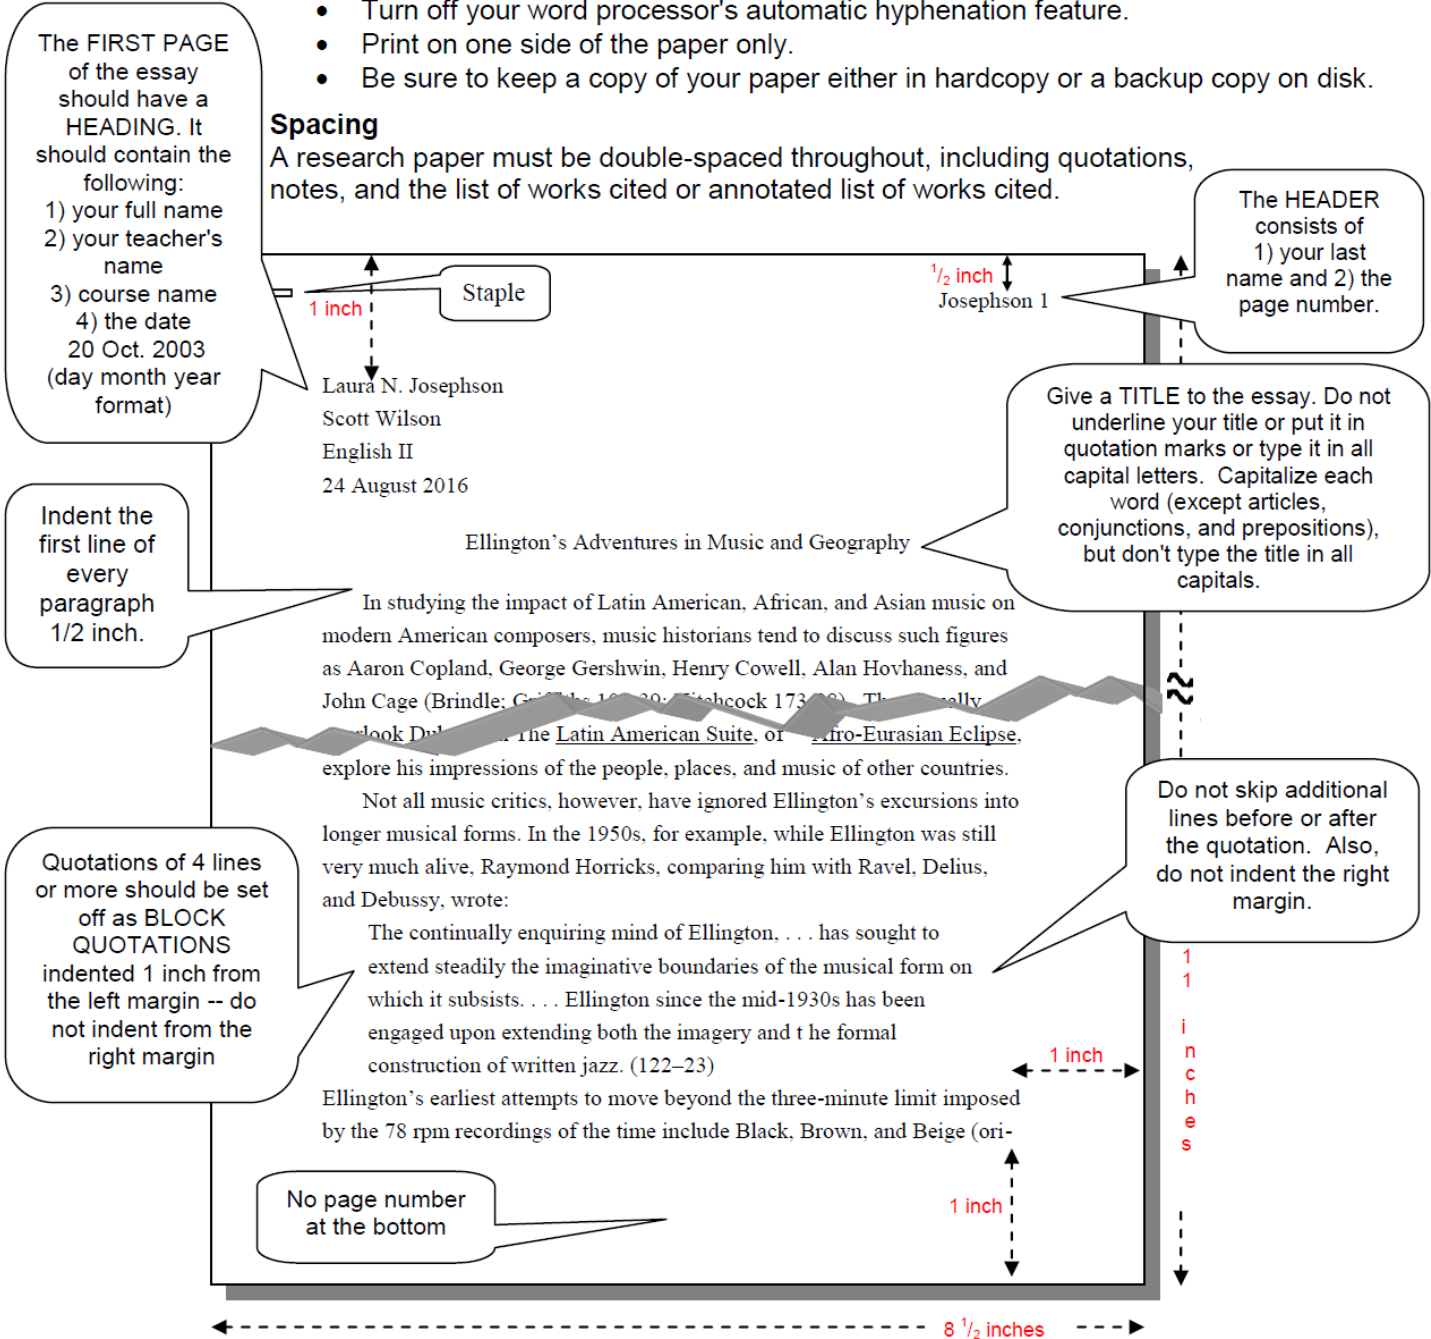 • Turn off your word processor's automatic hyphenation feature.
• Print on one side of the paper only.
• Be sure to keep a copy of your paper either in hardcopy or a backup copy on disk.
Spacing
A research paper must be double-spaced throughout, including quotations,
notes, and the list of works cited or annotated list of works cited.
The FIRST PAGE
of the essay
should have a
HEADING. It
should contain the
following:
1) your full name
2) your teacher's
name
3) course name
4) the date
20 Oct. 2003
(day month year
format)
The HEADER
consists of
1) your last
name and 2) the
page number.
1 inch
Staple
1/2 inch
Josephson 1
Laura N. Josephson
Scott Wilson
English II
24 August 2016
Give a TITLE to the essay. Do not
underline your title or put it in
quotation marks or type it in all
capital letters. Capitalize each
word (except articles,
conjunctions, and prepositions),
but don't type the title in all
capitals.
Ellington's Adventures in Music and Geography
Indent the
first line of
every
paragraph
1/2 inch.
In studying the impact of Latin American, African, and Asian music on
modern American composers, music historians tend to discuss such figures
as Aaron Copland, George Gershwin, Henry Cowell, Alan Hovhaness, and
John Cage (Brindle; 173
The Latin American Suite, or Afro-Eurasian Eclipse,
explore his impressions of the people, places, and music of other countries.
Not all music critics, however, have ignored Ellington's excursions into
longer musical forms. In the 1950s, for example, while Ellington was still
very much alive, Raymond Horricks, comparing him with Ravel, Delius,
and Debussy, wrote:
The continually enquiring mind of Ellington, . . . has sought to
extend steadily the imaginative boundaries of the musical form on
which it subsists. . . . Ellington since the mid-1930s has been
engaged upon extending both the imagery and t he formal
construction of written jazz. (122–23)
Ellington's earliest attempts to move beyond the three-minute limit imposed
by the 78 rpm recordings of the time include Black, Brown, and Beige (ori-
Do not skip additional
lines before or after
the quotation. Also,
do not indent the right
margin.
Quotations of 4 lines
or more should be set
off as BLOCK
QUOTATIONS
indented 1 inch from
the left margin -- do
not indent from the
right margin
1 inch
11 inches
No page number
at the bottom
1 inch
8 1/2 inches